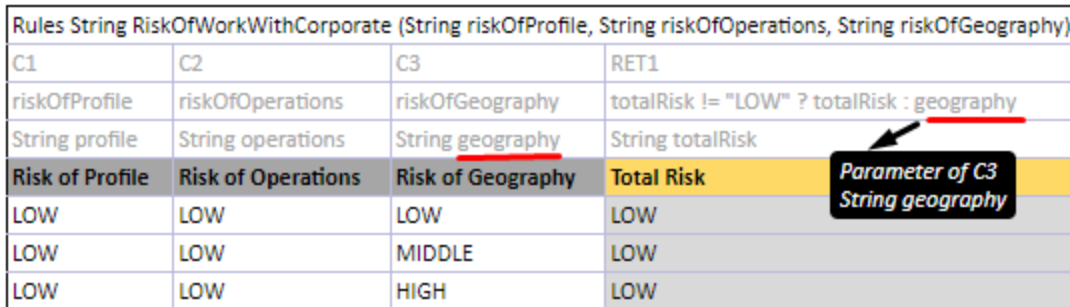 Rules String RiskOfWorkWithCorporate (String riskOfProfile, String riskOfOperations, String riskOfGeography)
C1 C2 C3 RET1
riskOfProfile riskOfOperations riskOfGeography totalRisk != "LOW" ? totalRisk : geography
String profile String operations String geography String totalRisk
Risk of Profile Risk of Operations Risk of Geography Total Risk
Parameter of C3
String geography
LOW LOW LOW LOW
LOW LOW MIDDLE LOW
LOW LOW HIGH LOW